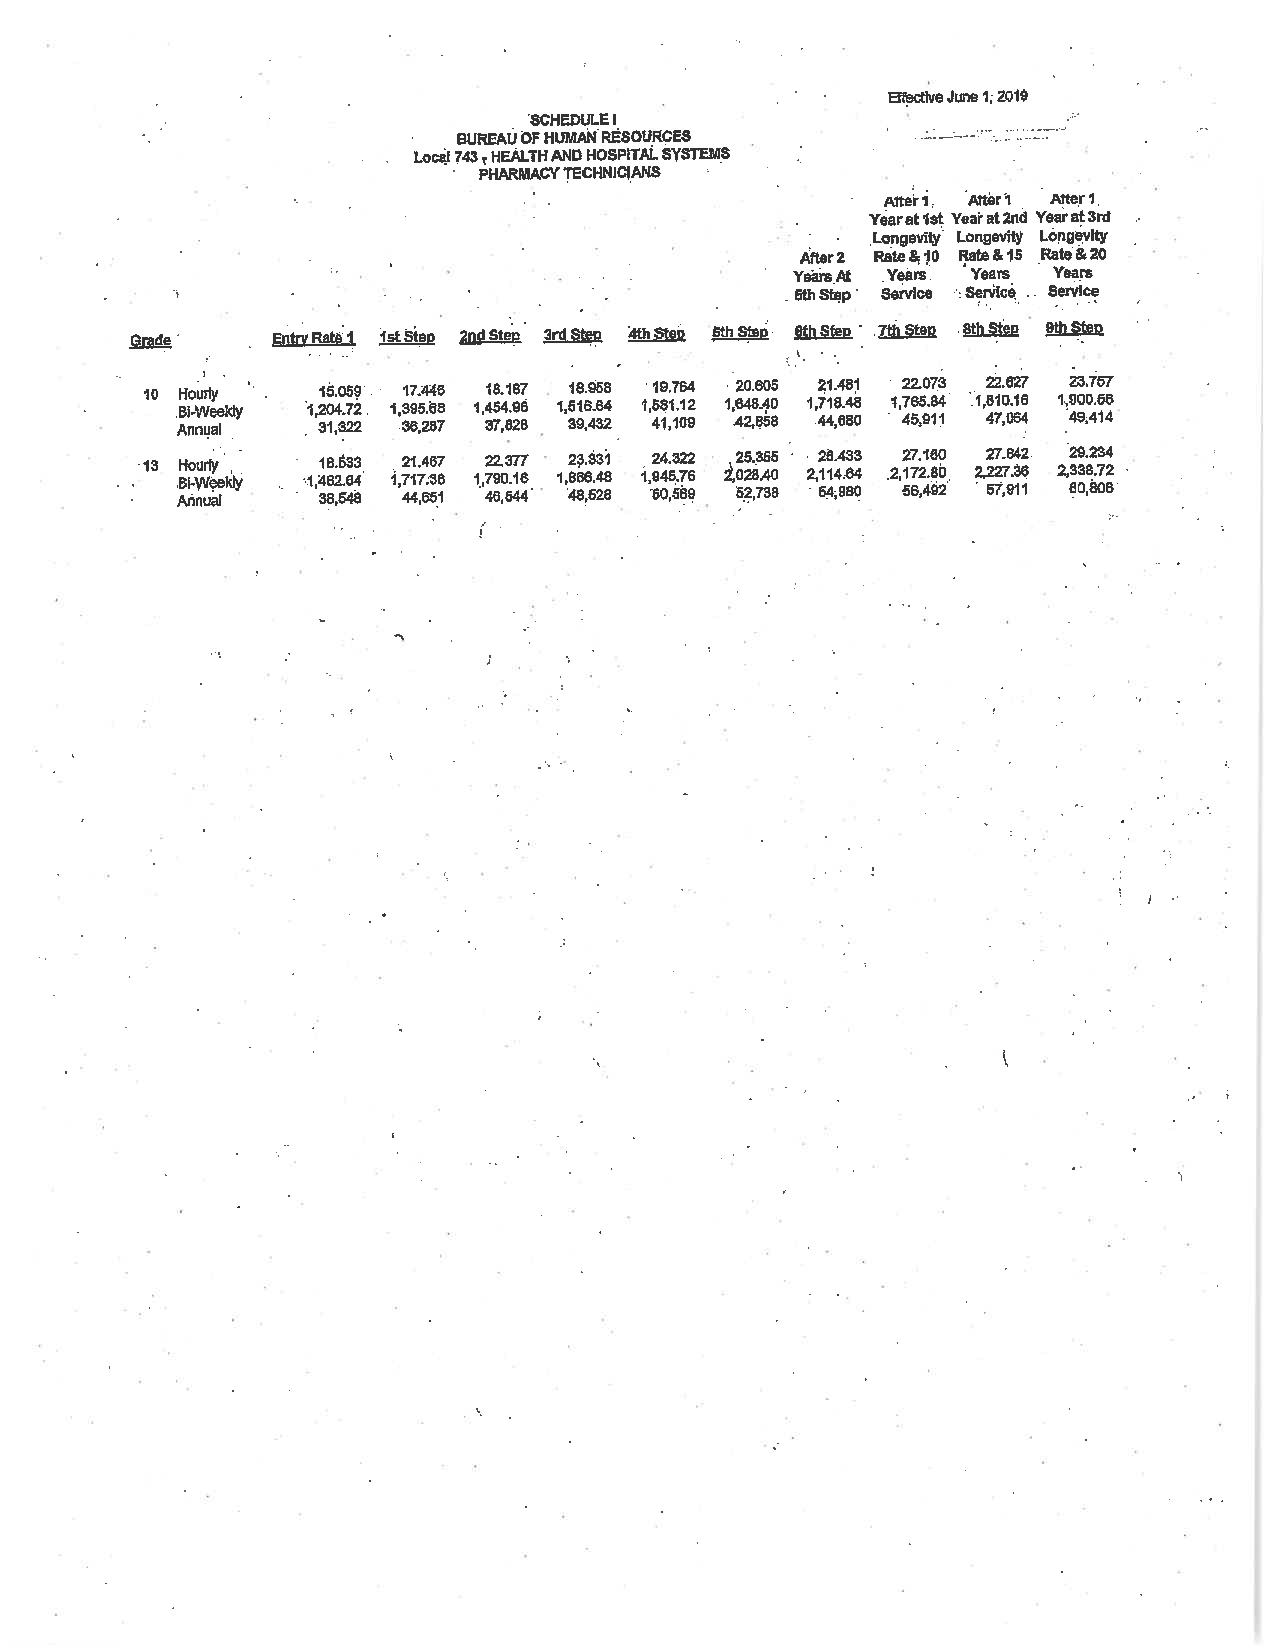 Effective June 1, 2019
SCHEDULE I
BUREAU OF HUMAN RESOURCES
Local 743, HEALTH AND HOSPITAL SYSTEMS
PHARMACY TECHNICIANS
After 1 After 1 After 1
Year at 1st Year at 2nd Year at 3rd
Longevity Longevity Longevity
After 2 Rate & 10 Rate & 15 Rate & 20
Years At Years Years Years
5th Step Service Service Service
Grade Entry Rate 1 1st Step 2nd Step 3rd Step 4th Step 5th Step 6th Step 7th Step 8th Step 9th Step
10 Hourly 15.059 17.446 18.187 18.958 19.764 20.605 21.481 22.073 22.627 23.757
Bi-Weekly 1,204.72 1,395.68 1,454.96 1,516.64 1,581.12 1,648.40 1,718.48 1,765.84 1,810.16 1,900.56
Annual 31,322 36,287 37,828 39,432 41,109 42,858 44,680 45,911 47,064 49,414
13 Hourly 18.533 21.467 22.377 23.331 24.322 25.355 26.433 27.160 27.842 29.234
Bi-Weekly 1,482.64 1,717.36 1,790.16 1,866.48 1,945.76 2,028.40 2,114.64 2,172.80 2,227.36 2,338.72
Annual 38,548 44,651 46,544 48,528 50,589 52,738 54,980 56,492 57,911 60,806